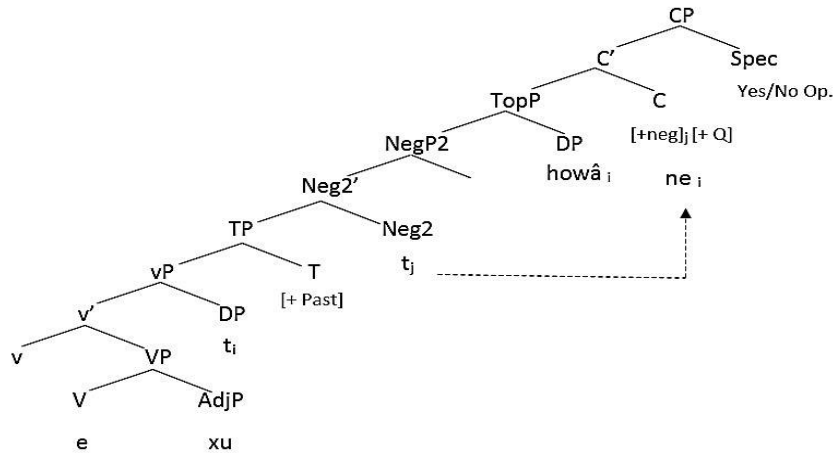 CP
C' Spec
Yes/No Op.
TopP C
[+neg]j [+ Q]
NegP2 DP
howâ i ne i
Neg2'
TP Neg2
tj
vP T
[+ Past]
v' DP
ti
v VP
V AdjP
e xu